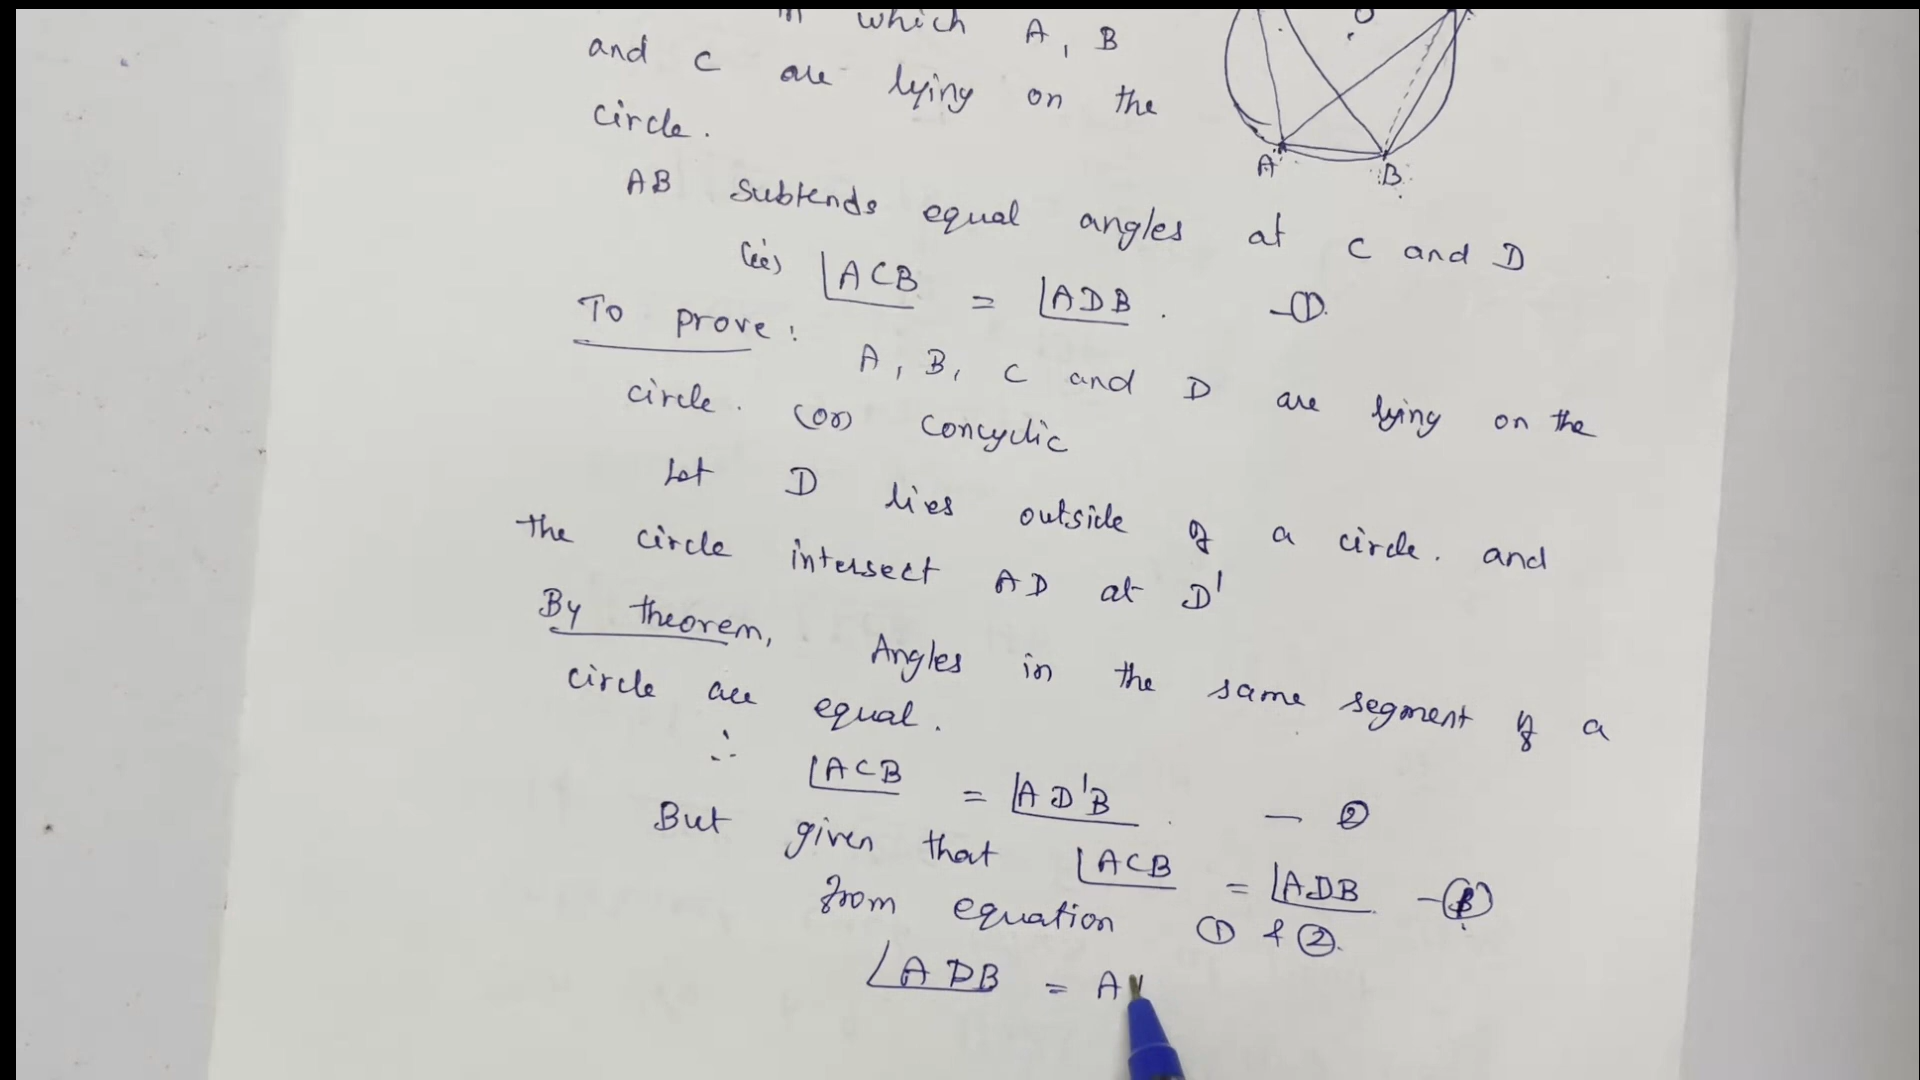 in which A, B
and C are lying on the
circle.
AB subtends equal angles at C and D
(ie) ∠ACB = ∠ADB. -①
To prove: A, B, C and D are lying on the
circle. (or) concyclic
Let D lies outside of a circle. and
the circle intersect AD at D'
By theorem, Angles in the same segment of a
circle are equal.
∴ ∠ACB = ∠AD'B. - ②
But given that ∠ACB = ∠ADB -①
from equation ① & ②.
∠ADB = A
O
A
B